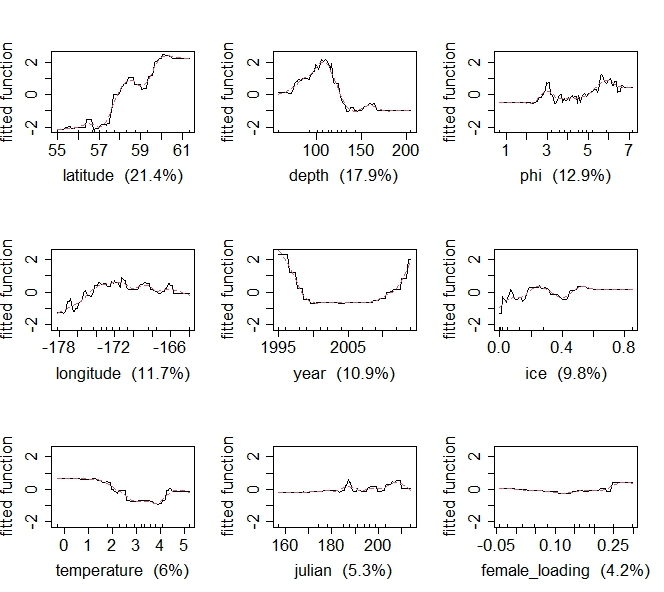 fitted function
-2 0 2
55 57 59 61
latitude (21.4%)
fitted function
-2 0 2
100 150 200
depth (17.9%)
fitted function
-2 0 2
1 3 5 7
phi (12.9%)
fitted function
-2 0 2
-178 -172 -166
longitude (11.7%)
fitted function
-2 0 2
1995 2005
year (10.9%)
fitted function
-2 0 2
0.0 0.4 0.8
ice (9.8%)
fitted function
-2 0 2
0 1 2 3 4 5
temperature (6%)
fitted function
-2 0 2
160 180 200
julian (5.3%)
fitted function
-2 0 2
-0.05 0.10 0.25
female_loading (4.2%)